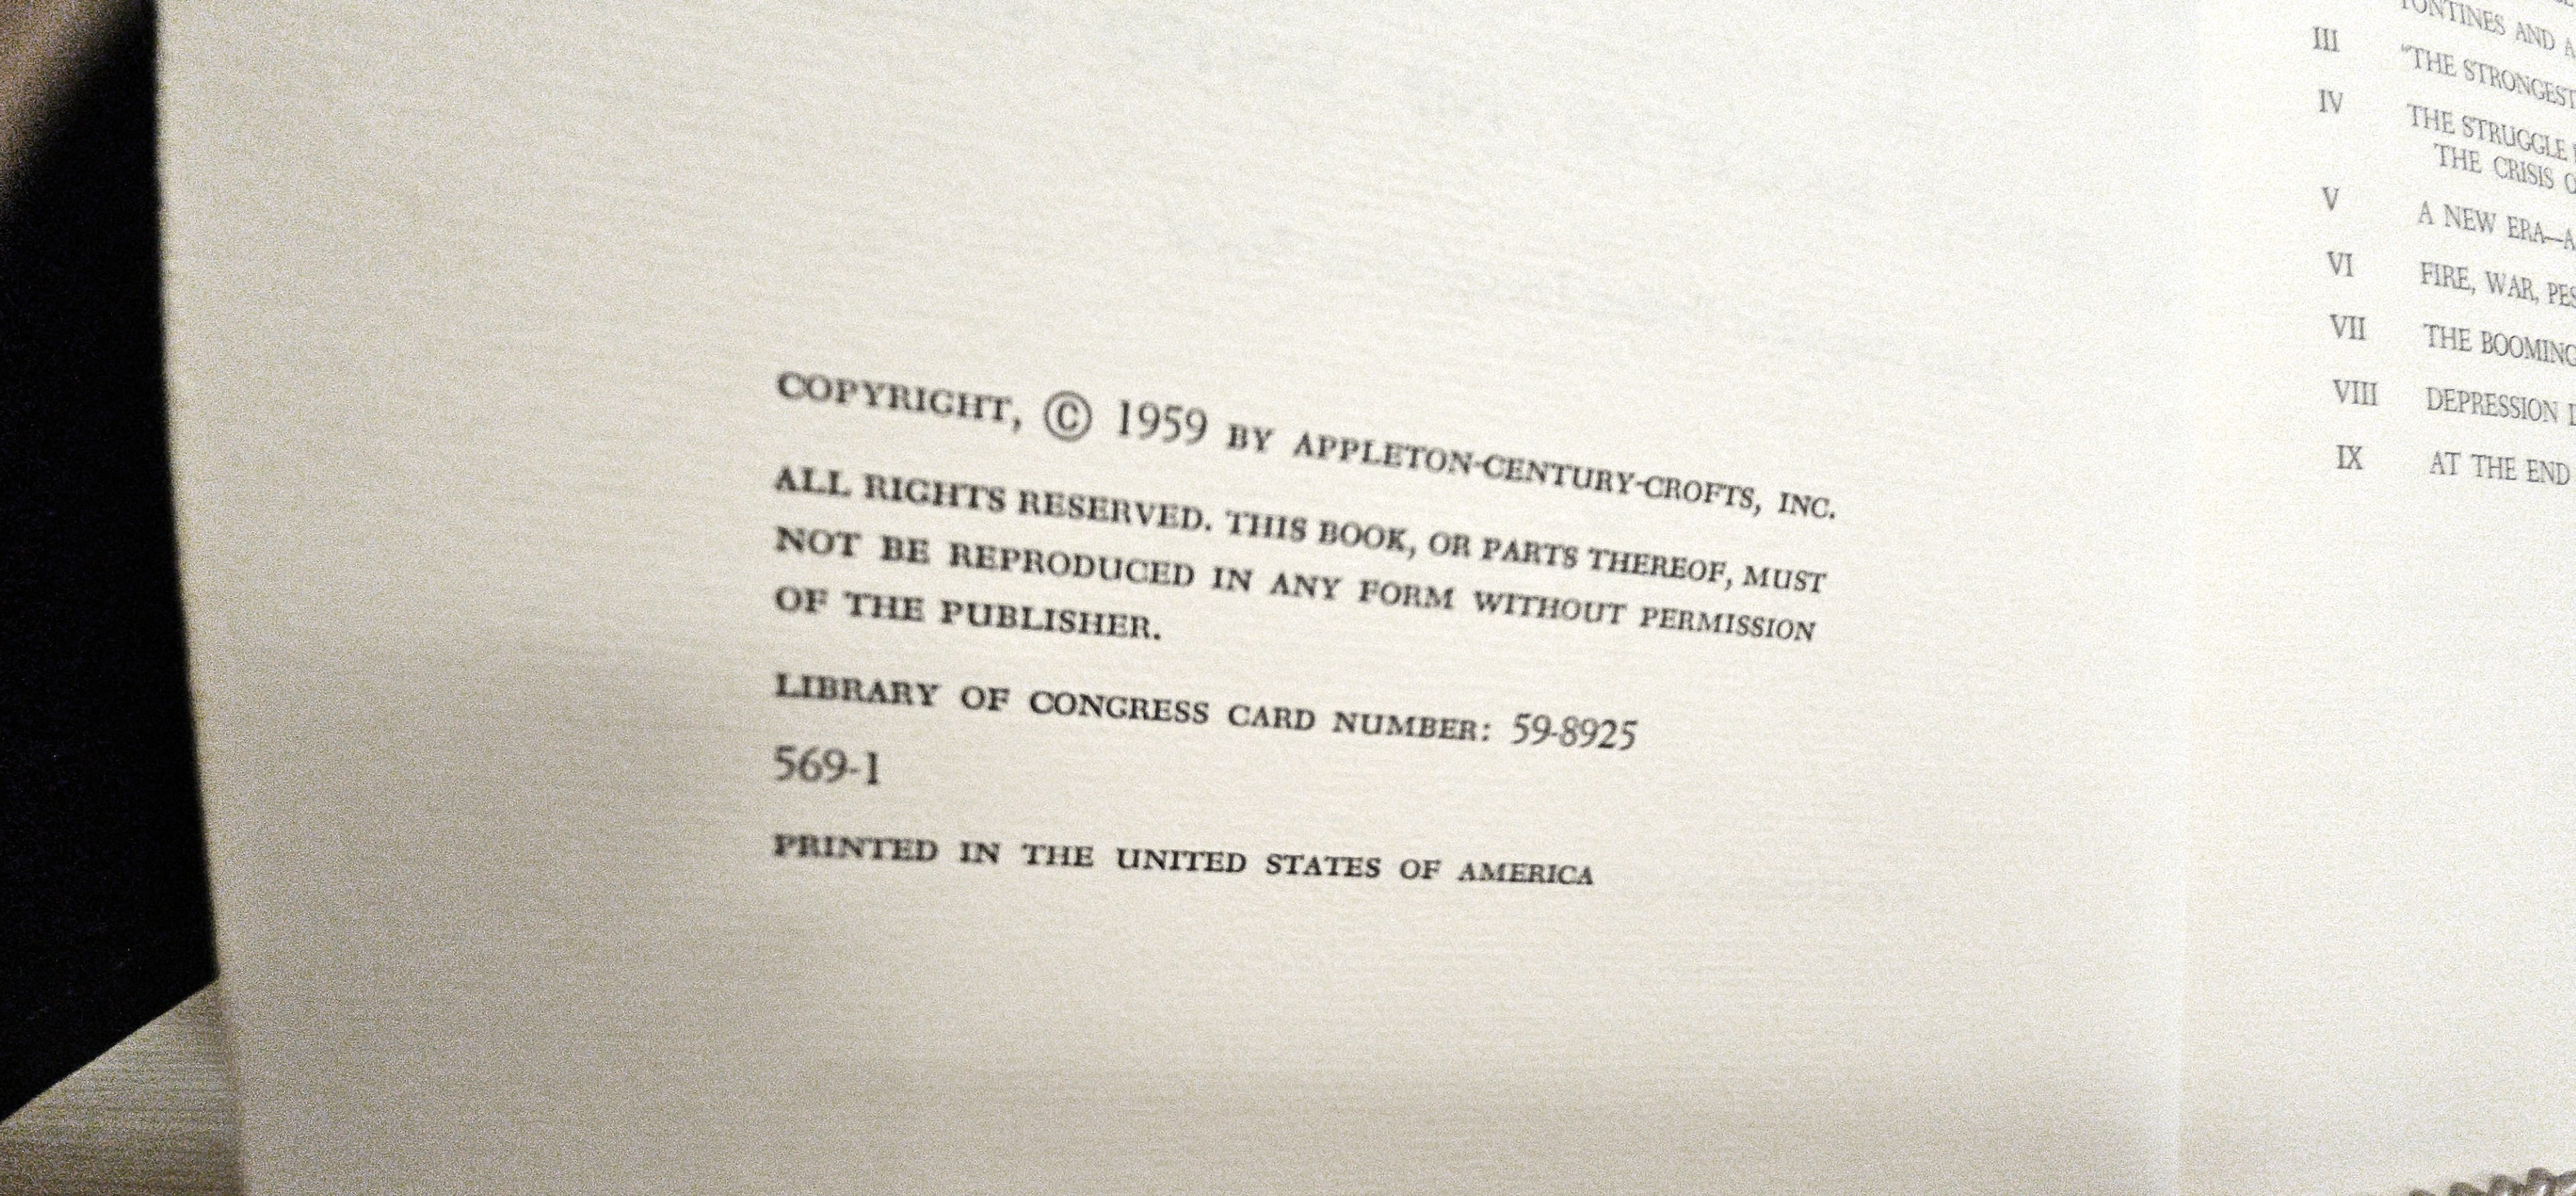 COPYRIGHT, © 1959 BY APPLETON-CENTURY-CROFTS, INC.
ALL RIGHTS RESERVED. THIS BOOK, OR PARTS THEREOF, MUST
NOT BE REPRODUCED IN ANY FORM WITHOUT PERMISSION
OF THE PUBLISHER.
LIBRARY OF CONGRESS CARD NUMBER: 59-8925
569-1
PRINTED IN THE UNITED STATES OF AMERICA
AND
III "THE STRONGEST
IV THE STRUGGLE
THE CRISIS
V A NEW ERA—A
VI FIRE, WAR,
VII THE BOOMING
VIII DEPRESSION
IX AT THE END